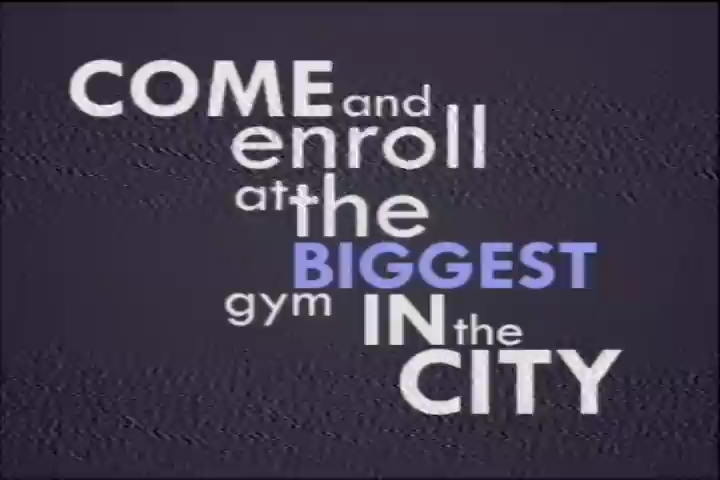 COME and
enroll
at the
BIGGEST
gym IN the
CITY